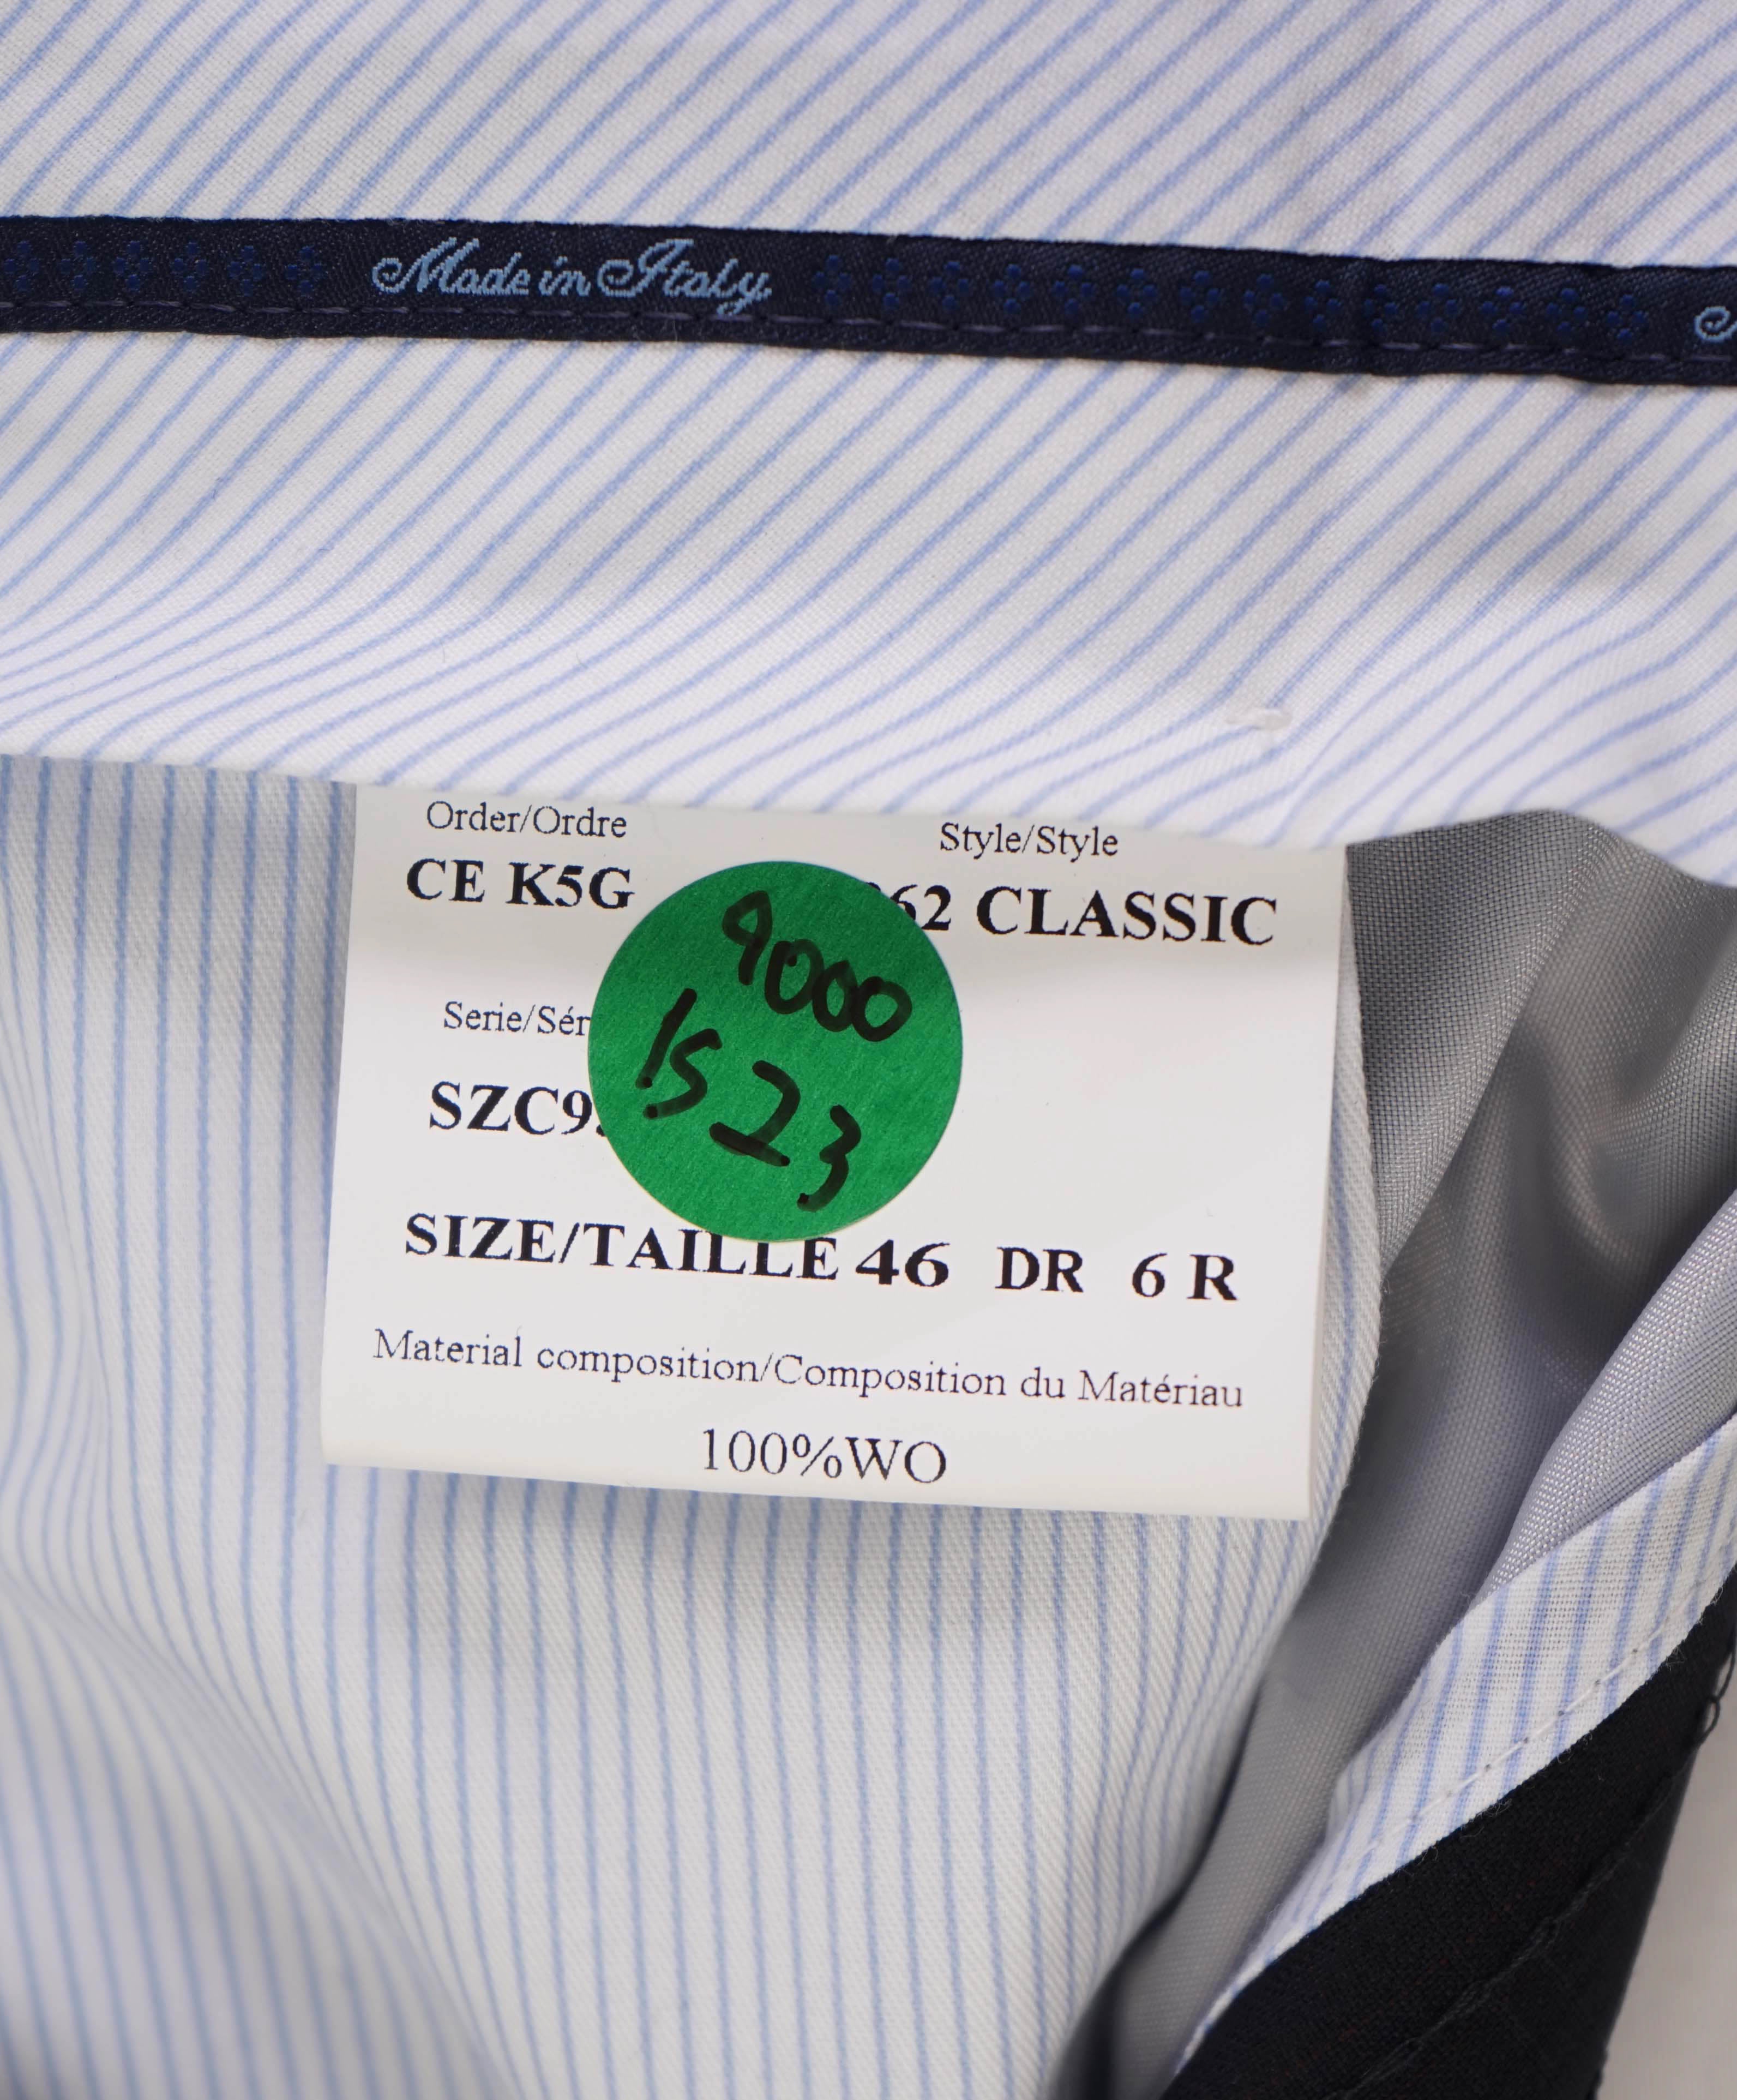 Made in Italy
Order/Ordre
Style/Style
CE K5G
62 CLASSIC
9000
1523
Serie/Sér
SZC9
SIZE/TAILLE 46 DR 6 R
Material composition/Composition du Matériau
100%WO